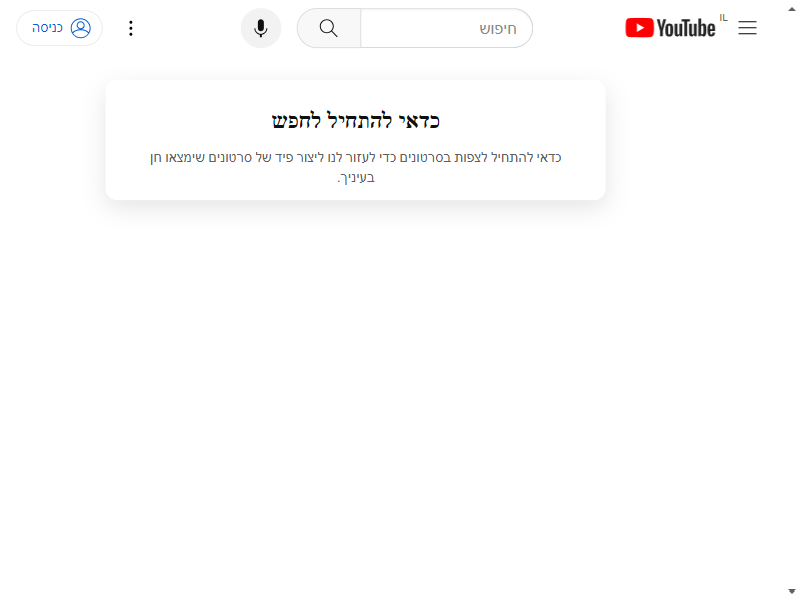 YouTube IL
חיפוש
כניסה
כדאי להתחיל לחפש
כדאי להתחיל לצפות בסרטונים כדי לעזור לנו ליצור פיד של סרטונים שימצאו חן
בעיניך.